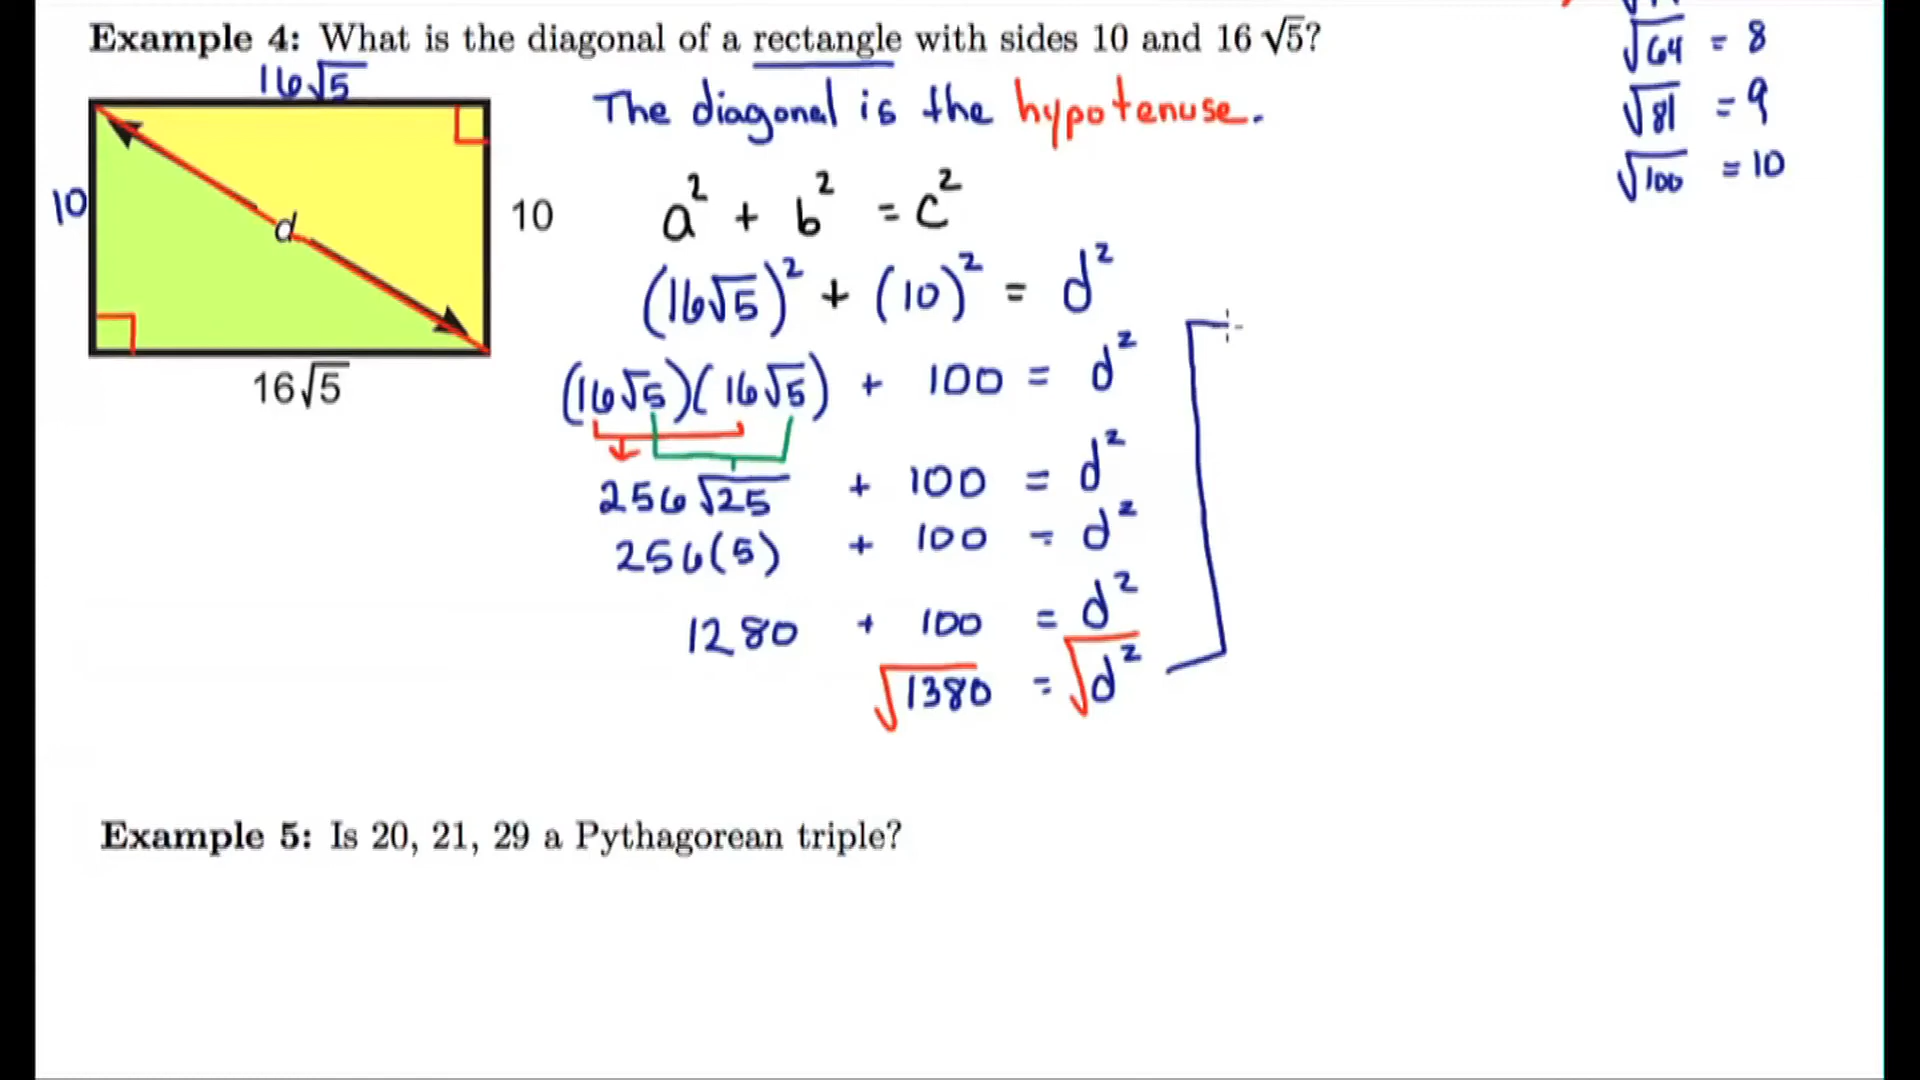 Example 4: What is the diagonal of a rectangle with sides 10 and 16 √5?
16√5
The diagonal is the hypotenuse.
10
d
10
16√5
a² + b² = c²
(16√5)² + (10)² = d²
(16√5)(16√5) + 100 = d²
256√25 + 100 = d²
256(5) + 100 = d²
1280 + 100 = d²
√1380 = √d²
√64 = 8
√81 = 9
√100 = 10
Example 5: Is 20, 21, 29 a Pythagorean triple?